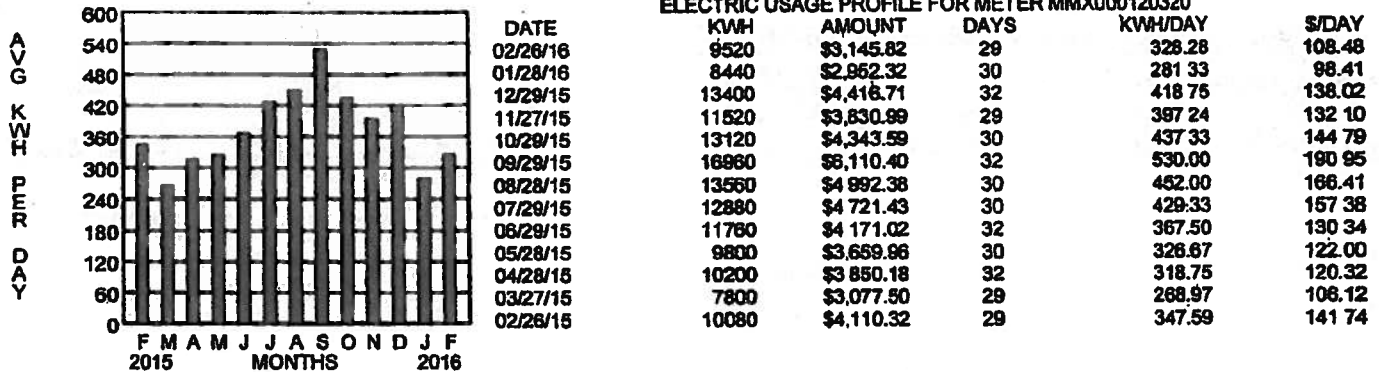 ELECTRIC USAGE PROFILE FOR METER MMX000120320
AVG KWH PER DAY
600
540
480
420
360
300
240
180
120
60
0
F M A M J J A S O N D J F
2015 MONTHS 2016
DATE KWH AMOUNT DAYS KWH/DAY $/DAY
02/26/16 9520 $3,145.82 29 328.28 108.48
01/28/16 8440 $2,952.32 30 281 33 98.41
12/29/15 13400 $4,416.71 32 418 75 138.02
11/27/15 11520 $3,830.99 29 397 24 132 10
10/29/15 13120 $4,343.59 30 437 33 144 79
09/29/15 16960 $6,110.40 32 530.00 190 95
08/28/15 13560 $4 992.38 30 452.00 166.41
07/29/15 12880 $4 721.43 30 429.33 157 38
06/29/15 11760 $4 171.02 32 367.50 130 34
05/28/15 9800 $3,659.96 30 326.67 122.00
04/28/15 10200 $3 850.18 32 318.75 120.32
03/27/15 7800 $3,077.50 29 268.97 106.12
02/26/15 10080 $4,110.32 29 347.59 141 74